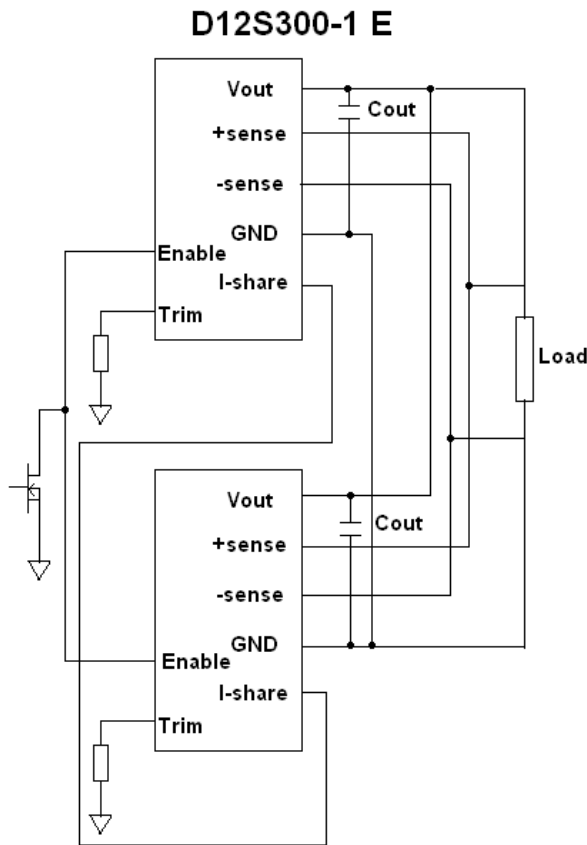 D12S300-1 E
Vout
Cout
+sense
-sense
GND
Enable
I-share
Trim
Load
Vout
Cout
+sense
-sense
GND
Enable
I-share
Trim